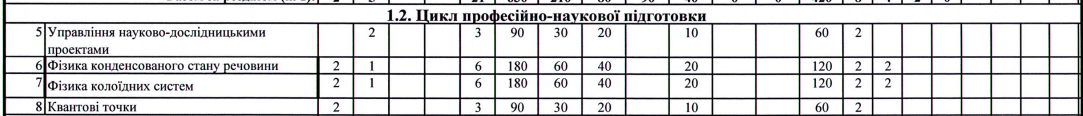 1.2. Цикл професійно-наукової підготовки
5 Управління науково-дослідницькими проектами 2 3 90 30 20 10 60 2
6 Фізика конденсованого стану речовини 2 1 6 180 60 40 20 120 2 2
7 Фізика колоїдних систем 2 1 6 180 60 40 20 120 2 2
8 Квантові точки 2 3 90 30 20 10 60 2